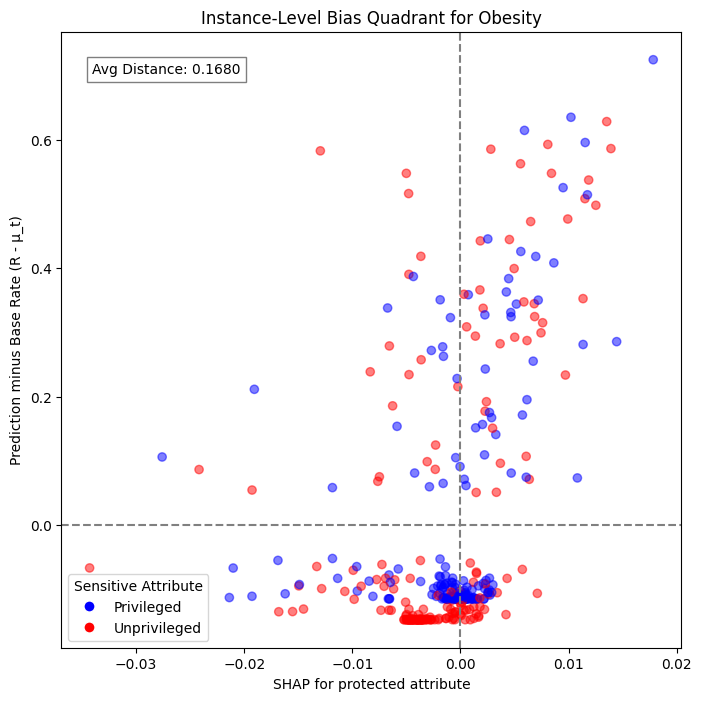 Instance-Level Bias Quadrant for Obesity
Avg Distance: 0.1680
Prediction minus Base Rate (R - μ_t)
0.6
0.4
0.2
0.0
Sensitive Attribute
Privileged
Unprivileged
−0.03
−0.02
−0.01
0.00
0.01
0.02
SHAP for protected attribute